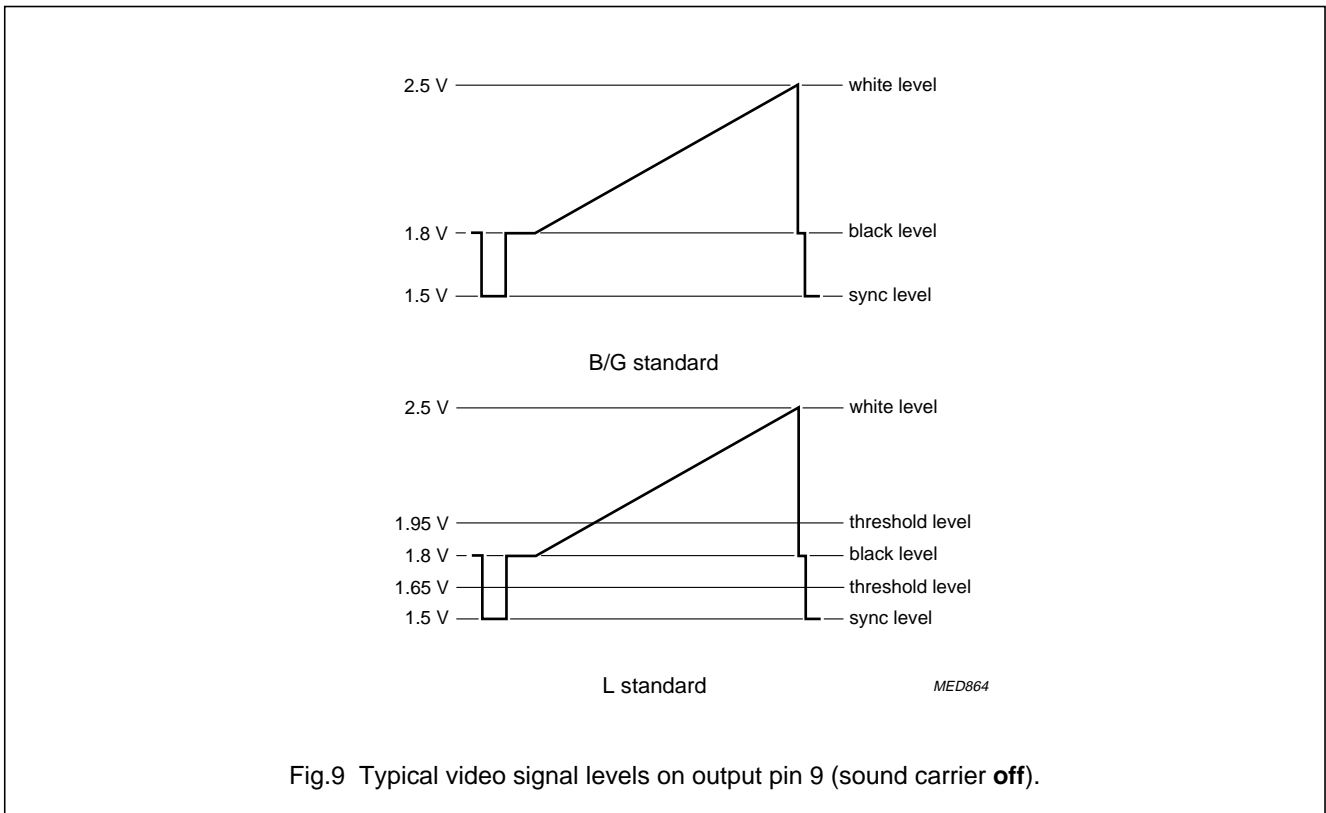 2.5 V white level
1.8 V black level
1.5 V sync level
B/G standard
2.5 V white level
1.95 V threshold level
1.8 V black level
1.65 V threshold level
1.5 V sync level
L standard MED864
Fig.9 Typical video signal levels on output pin 9 (sound carrier off).